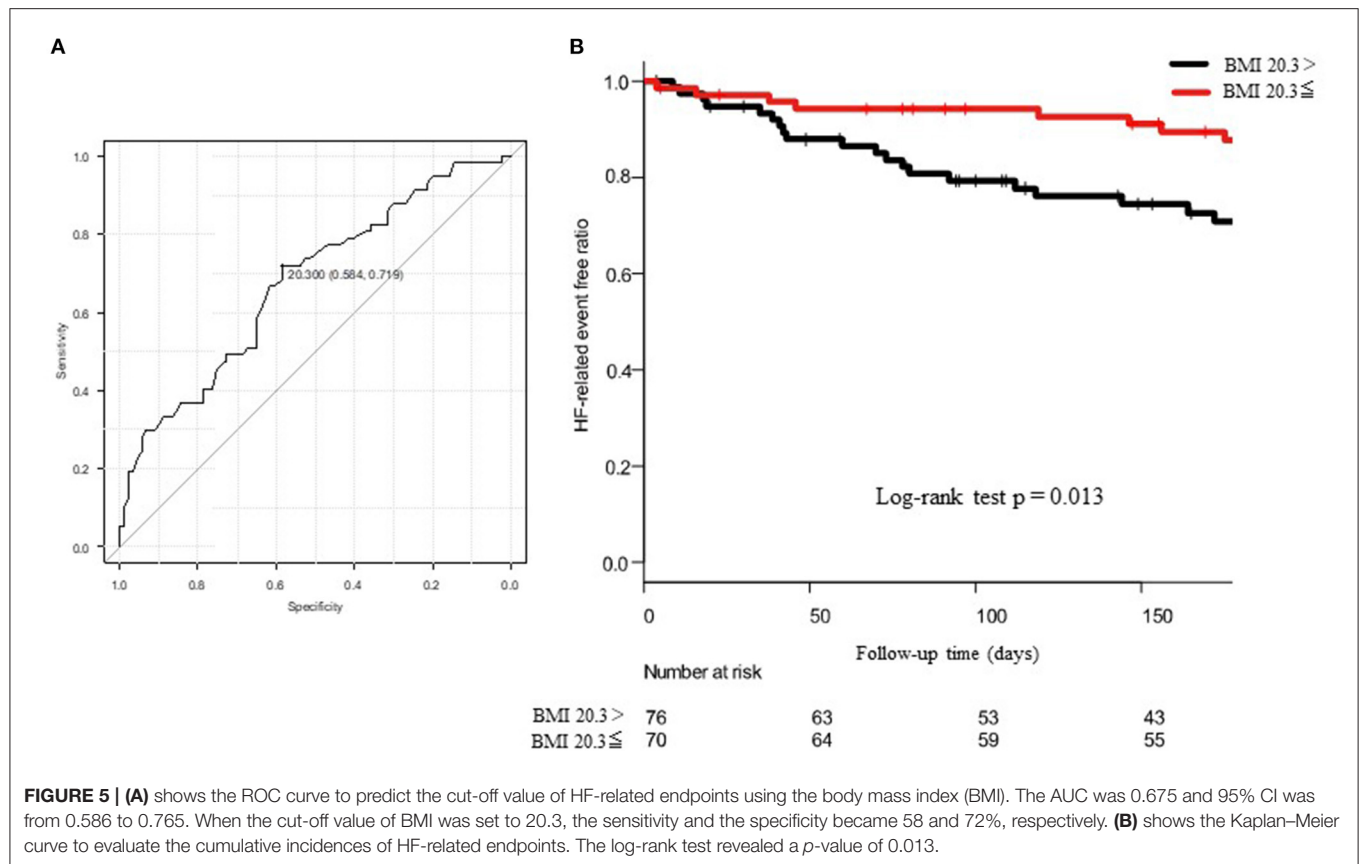 A
1.0
0.8
0.6
0.4
0.2
0.0
Sensitivity
20.300 (0.584, 0.719)
1.0 0.8 0.6 0.4 0.2 0.0
Specificity
B
BMI 20.3 >
BMI 20.3 ≦
1.0
0.8
0.6
0.4
0.2
0.0
HF-related event free ratio
Log-rank test p = 0.013
0 50 100 150
Follow-up time (days)
Number at risk
BMI 20.3 > 76 63 53 43
BMI 20.3 ≦ 70 64 59 55
FIGURE 5 | (A) shows the ROC curve to predict the cut-off value of HF-related endpoints using the body mass index (BMI). The AUC was 0.675 and 95% CI was
from 0.586 to 0.765. When the cut-off value of BMI was set to 20.3, the sensitivity and the specificity became 58 and 72%, respectively. (B) shows the Kaplan–Meier
curve to evaluate the cumulative incidences of HF-related endpoints. The log-rank test revealed a p-value of 0.013.